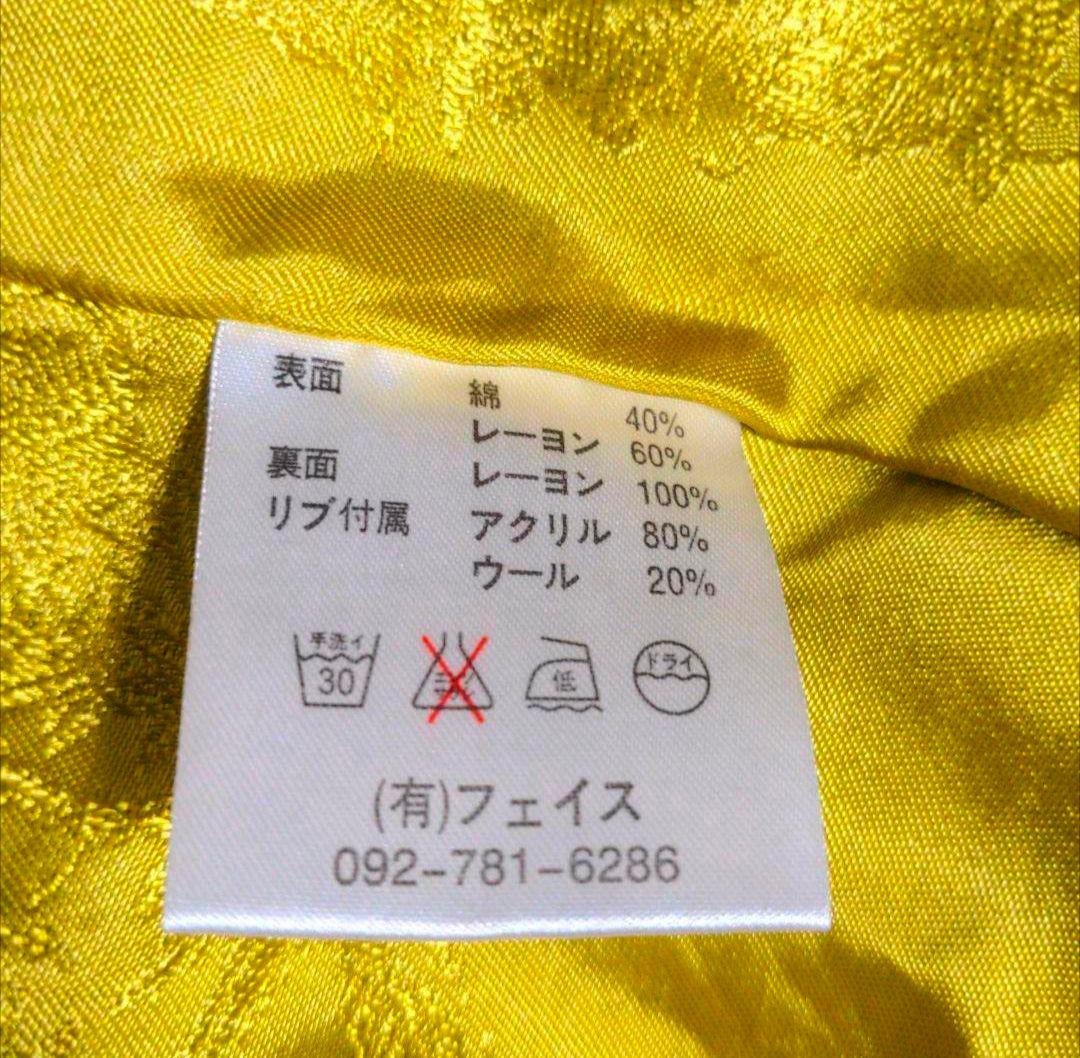 表面 綿 40%
レーヨン 60%
裏面 レーヨン 100%
リブ付属 アクリル 80%
ウール 20%
手洗イ 30 低 ドライ
(有)フェイス
092-781-6286